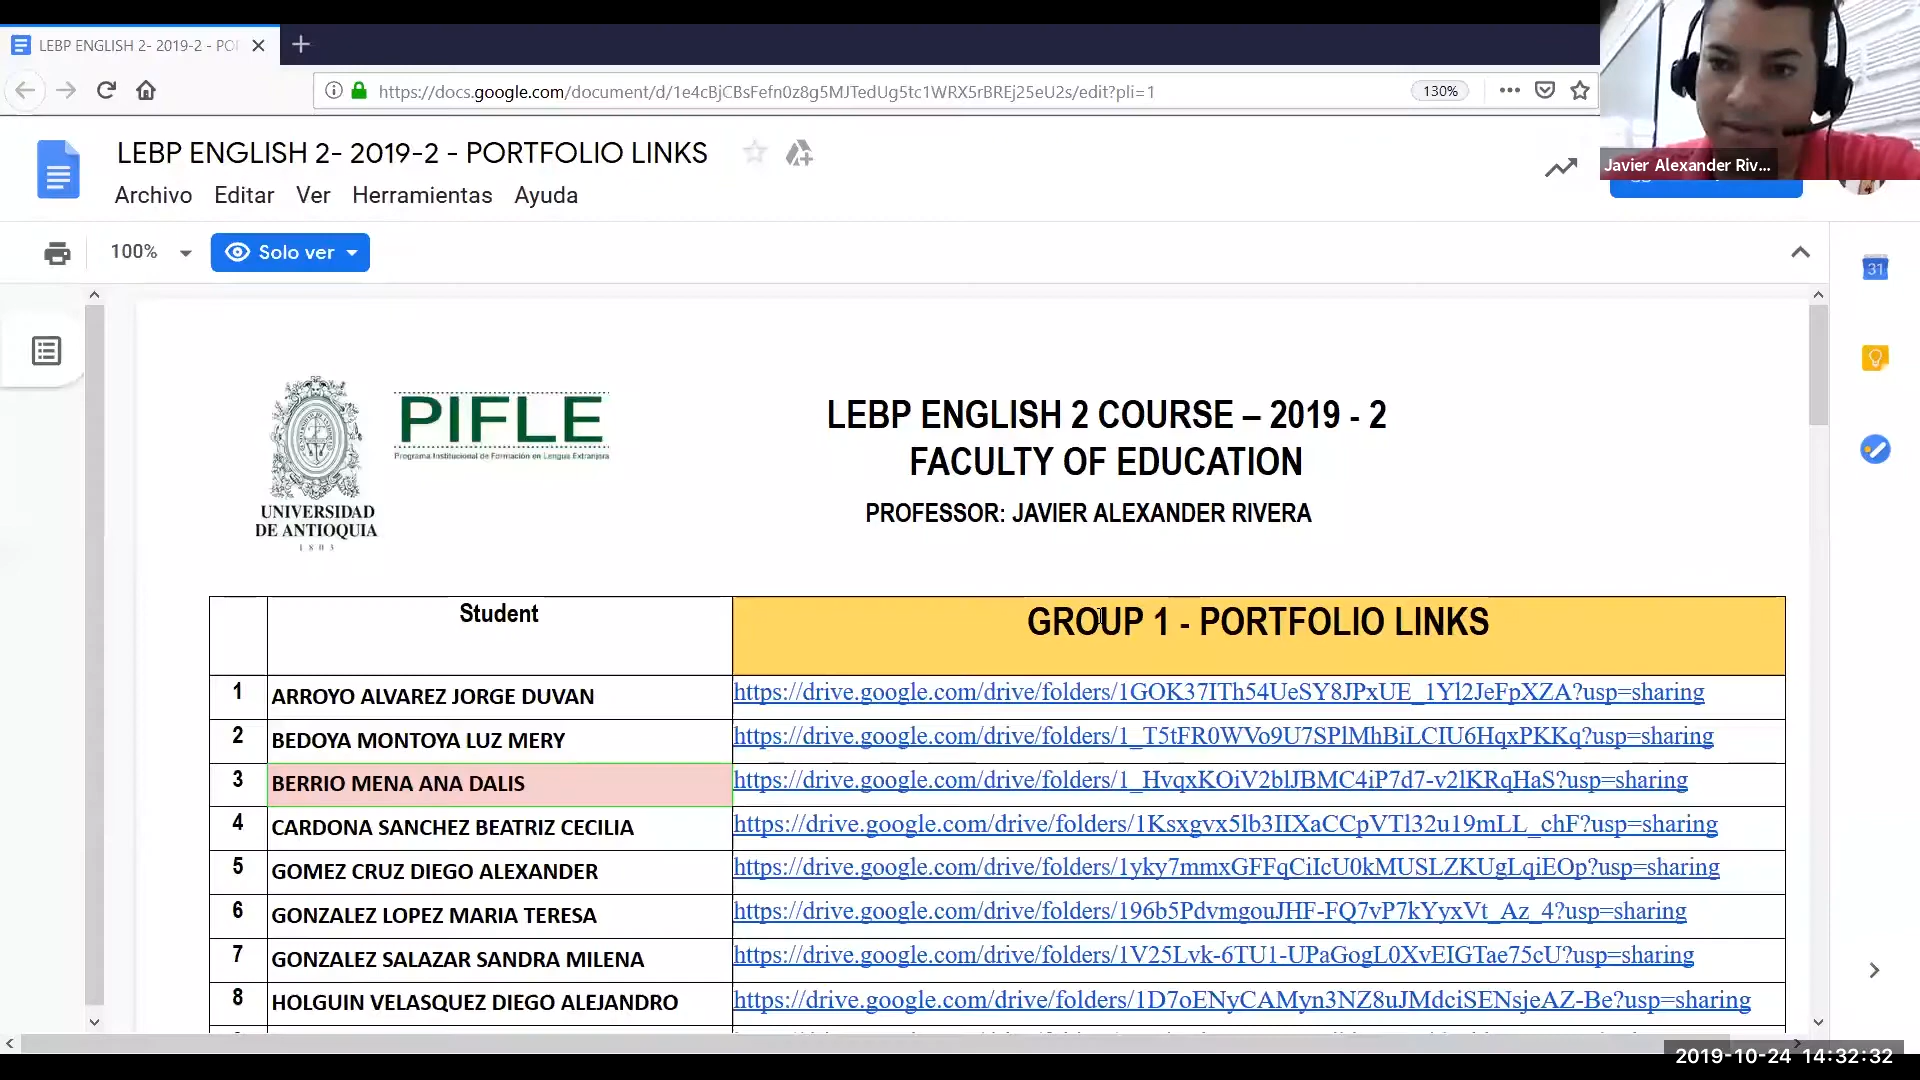 LEBP ENGLISH 2- 2019-2 - PO
https://docs.google.com/document/d/1e4cBjCBsFefn0z8g5MJTedUg5tc1WRX5rBREj25eU2s/edit?pli=1
130%
Javier Alexander Riv...
LEBP ENGLISH 2- 2019-2 - PORTFOLIO LINKS
Archivo Editar Ver Herramientas Ayuda
100%
Solo ver
31
PIFLE
Programa Institucional de Formación en Lengua Extranjera
UNIVERSIDAD
DE ANTIOQUIA
1803
LEBP ENGLISH 2 COURSE – 2019 - 2
FACULTY OF EDUCATION
PROFESSOR: JAVIER ALEXANDER RIVERA
Student GROUP 1 - PORTFOLIO LINKS
1 ARROYO ALVAREZ JORGE DUVAN https://drive.google.com/drive/folders/1GOK37ITh54UeSY8JPxUE_1Yl2JeFpXZA?usp=sharing
2 BEDOYA MONTOYA LUZ MERY https://drive.google.com/drive/folders/1_T5tFR0WVo9U7SPlMhBiLCIU6HqxPKKq?usp=sharing
3 BERRIO MENA ANA DALIS https://drive.google.com/drive/folders/1_HvqxKOiV2blJBMC4iP7d7-v2lKRqHaS?usp=sharing
4 CARDONA SANCHEZ BEATRIZ CECILIA https://drive.google.com/drive/folders/1Ksxgvx5lb3IIXaCCpVTl32u19mLL_chF?usp=sharing
5 GOMEZ CRUZ DIEGO ALEXANDER https://drive.google.com/drive/folders/1yky7mmxGFFqCiIcU0kMUSLZKUgLqiEOp?usp=sharing
6 GONZALEZ LOPEZ MARIA TERESA https://drive.google.com/drive/folders/196b5PdvmgouJHF-FQ7vP7kYyxVt_Az_4?usp=sharing
7 GONZALEZ SALAZAR SANDRA MILENA https://drive.google.com/drive/folders/1V25Lvk-6TU1-UPaGogL0XvEIGTae75cU?usp=sharing
8 HOLGUIN VELASQUEZ DIEGO ALEJANDRO https://drive.google.com/drive/folders/1D7oENyCAMyn3NZ8uJMdciSENsjeAZ-Be?usp=sharing
2019-10-24 14:32:32